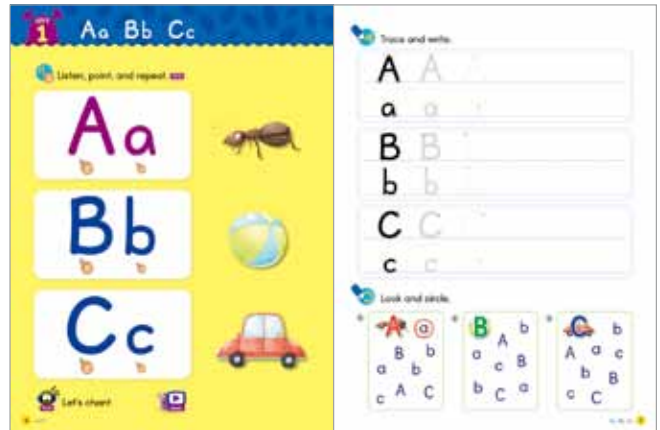 UNIT 1 Aa Bb Cc
Listen, point, and repeat.
Aa
Bb
Cc
Let's chant.
Trace and write.
A A
a a
B B
b b
C C
c c
Look and circle.
A a
B b
a b
c A C
B b
A
a c B
b C a
C b
A a c
b B
c C